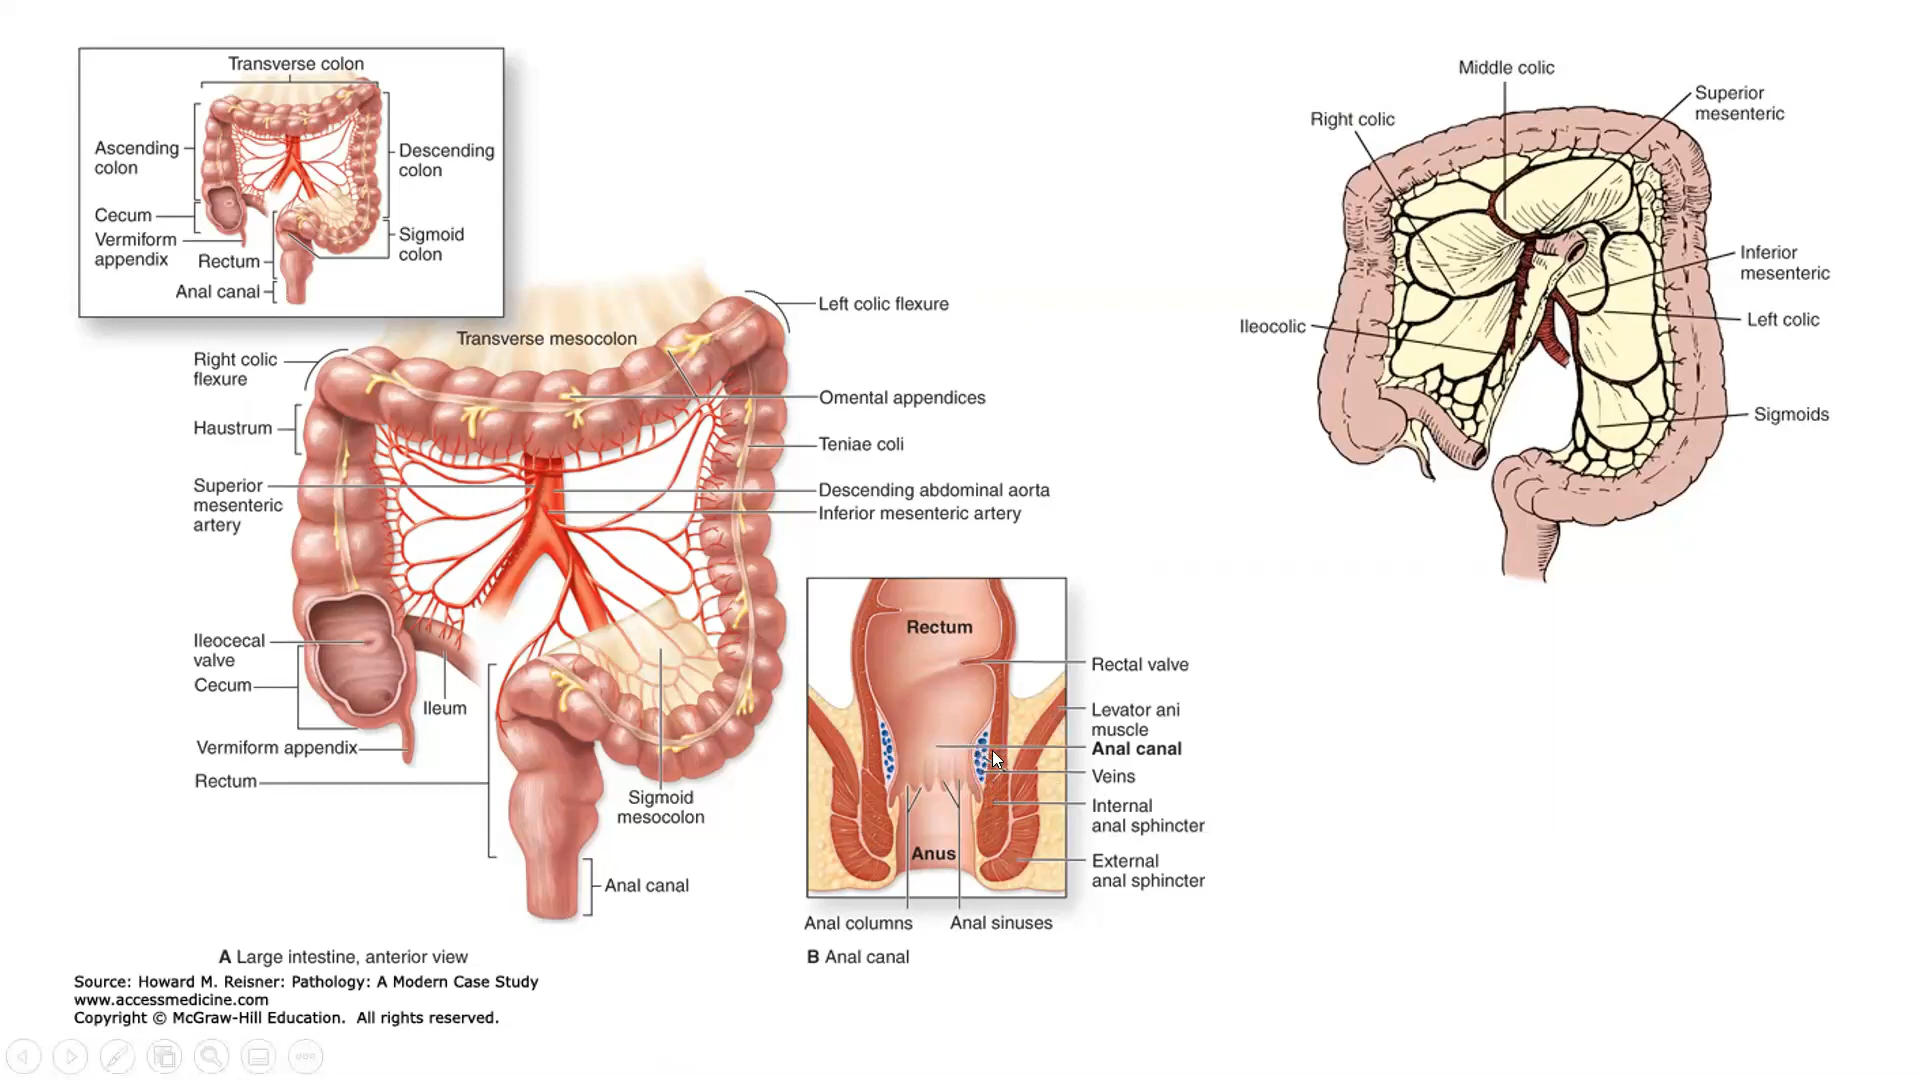 Transverse colon
Ascending
colon
Descending
colon
Cecum
Vermiform
appendix
Sigmoid
colon
Rectum
Anal canal
Left colic flexure
Transverse mesocolon
Right colic
flexure
Omental appendices
Haustrum
Teniae coli
Superior
mesenteric
artery
Descending abdominal aorta
Inferior mesenteric artery
Ileocecal
valve
Cecum
Ileum
Vermiform appendix
Rectum
Sigmoid
mesocolon
Anal canal
A Large intestine, anterior view
Rectum
Rectal valve
Levator ani
muscle
Anal canal
Veins
Internal
anal sphincter
Anus
External
anal sphincter
Anal columns
Anal sinuses
B Anal canal
Middle colic
Superior
mesenteric
Right colic
Inferior
mesenteric
Left colic
Ileocolic
Sigmoids
Source: Howard M. Reisner: Pathology: A Modern Case Study
www.accessmedicine.com
Copyright © McGraw-Hill Education. All rights reserved.